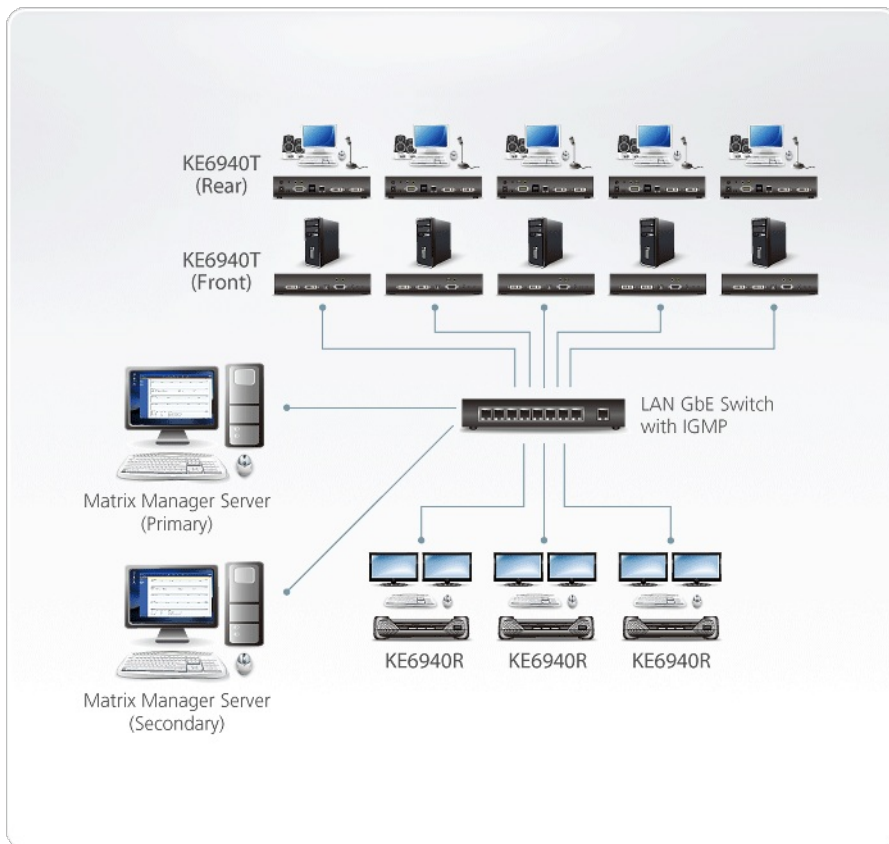 KE6940T
(Rear)
KE6940T
(Front)
LAN GbE Switch
with IGMP
Matrix Manager Server
(Primary)
KE6940R
KE6940R
KE6940R
Matrix Manager Server
(Secondary)